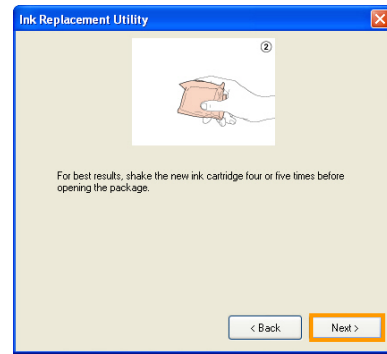 Ink Replacement Utility
②
For best results, shake the new ink cartridge four or five times before
opening the package.
< Back
Next >